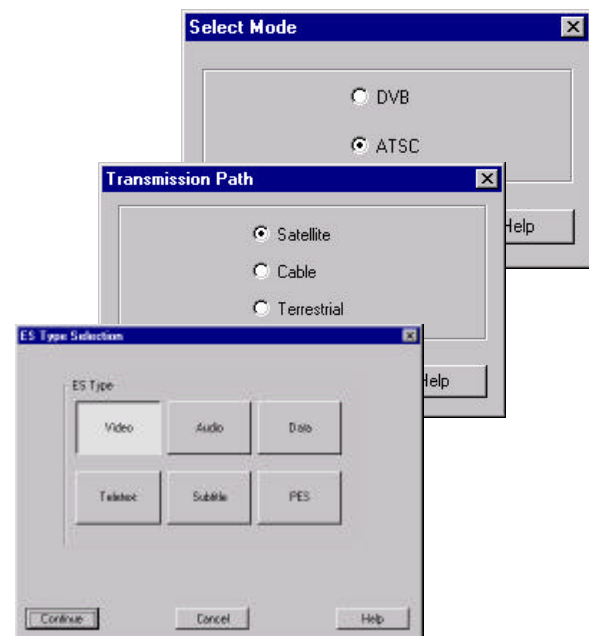 Select Mode
DVB
ATSC
Help
Transmission Path
Satellite
Cable
Terrestrial
Help
ES Type Selection
ES Type
Video
Audio
Data
Teletext
Subtitle
PES
Continue
Cancel
Help